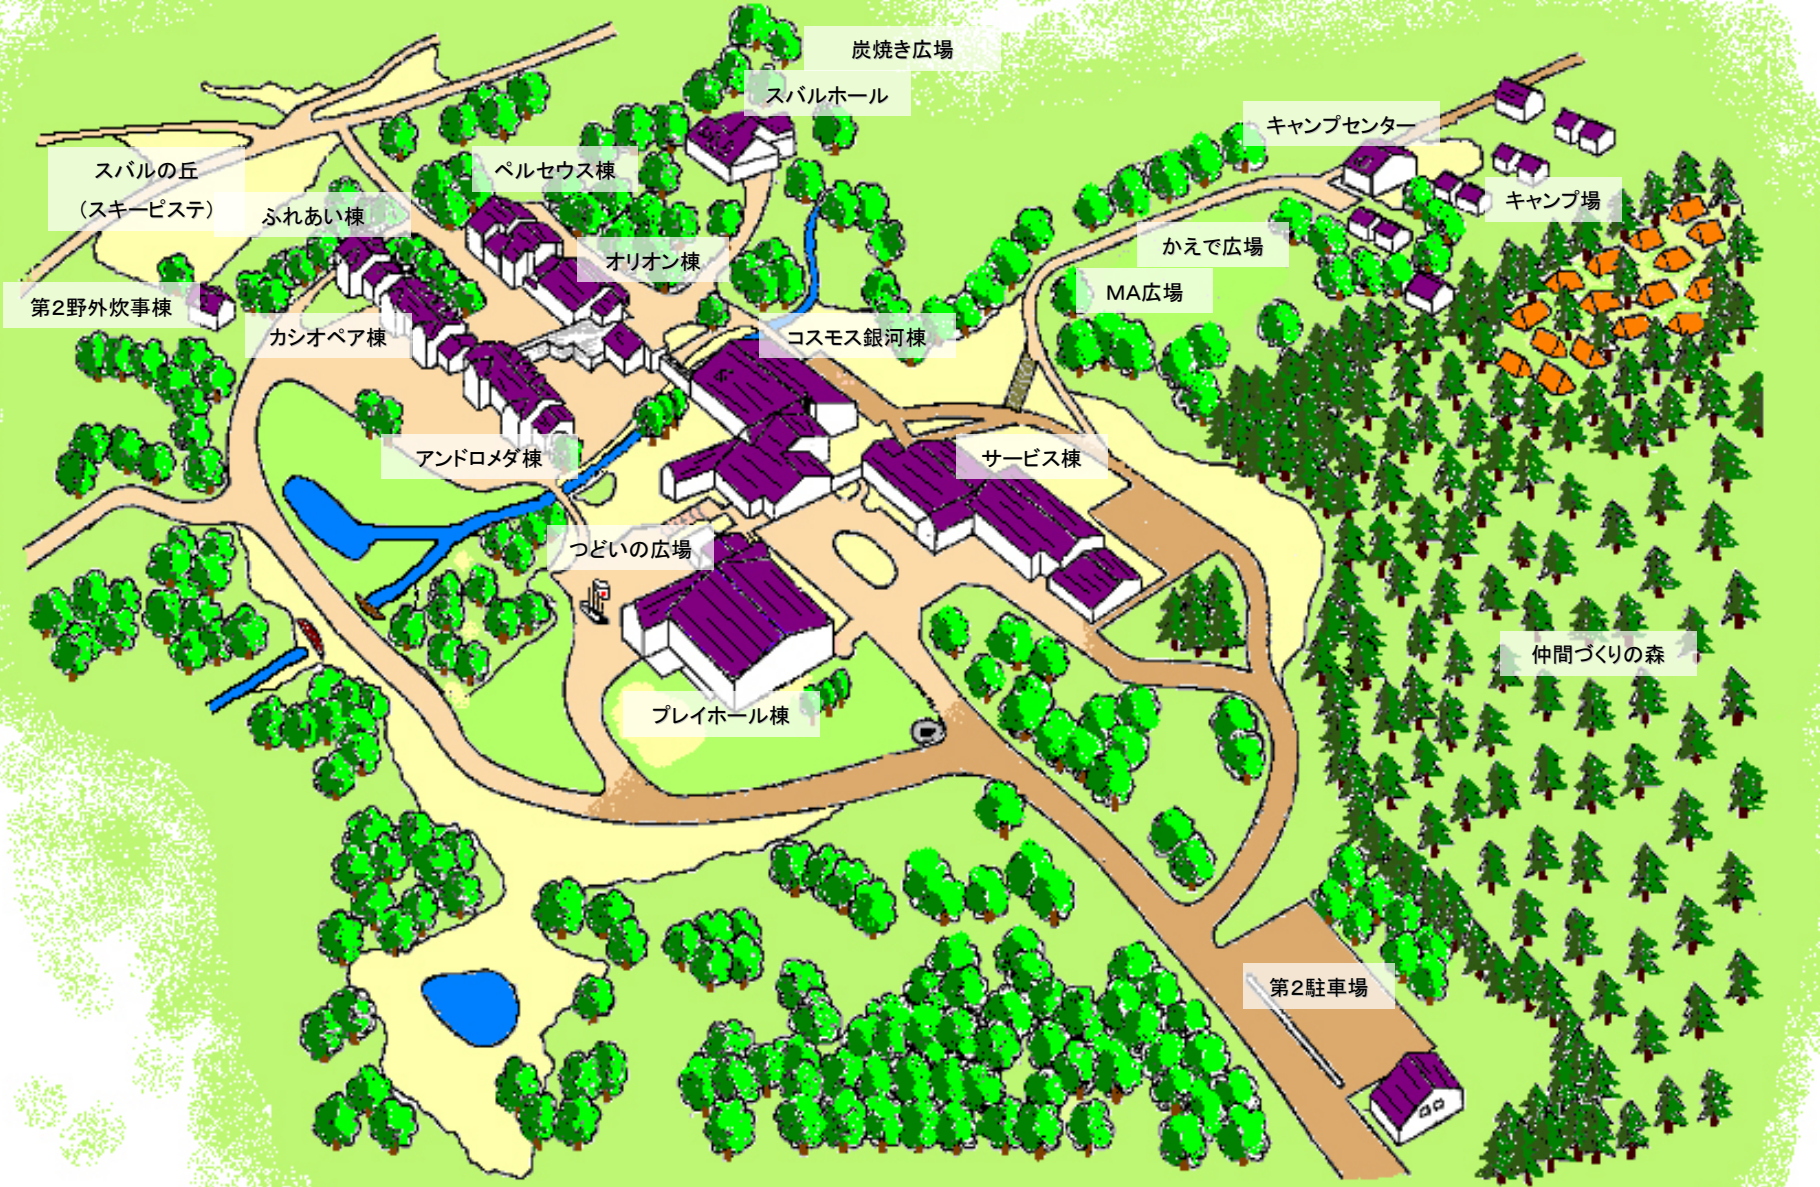 炭焼き広場
スバルホール
キャンプセンター
スバルの丘
(スキーピステ)
ペルセウス棟
ふれあい棟
キャンプ場
かえで広場
オリオン棟
MA広場
第2野外炊事棟
カシオペア棟
コスモス銀河棟
アンドロメダ棟
サービス棟
つどいの広場
仲間づくりの森
プレイホール棟
第2駐車場